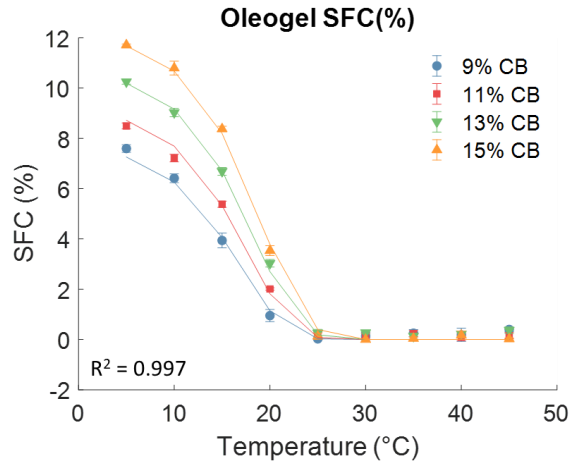 Oleogel SFC(%)
12
10
8
6
4
2
0
-2
SFC (%)
9% CB
11% CB
13% CB
15% CB
R² = 0.997
0
10
20
30
40
50
Temperature (°C)